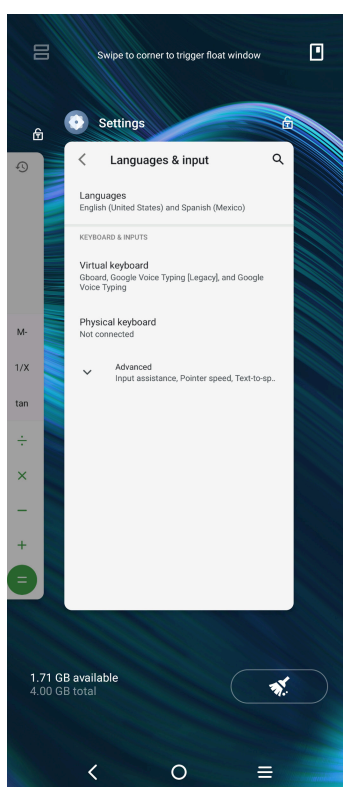 Swipe to corner to trigger float window
Settings
Languages & input
Languages
English (United States) and Spanish (Mexico)
KEYBOARD & INPUTS
Virtual keyboard
Gboard, Google Voice Typing [Legacy], and Google
Voice Typing
Physical keyboard
Not connected
Advanced
Input assistance, Pointer speed, Text-to-sp..
M-
1/X
tan
÷
×
−
+
=
1.71 GB available
4.00 GB total